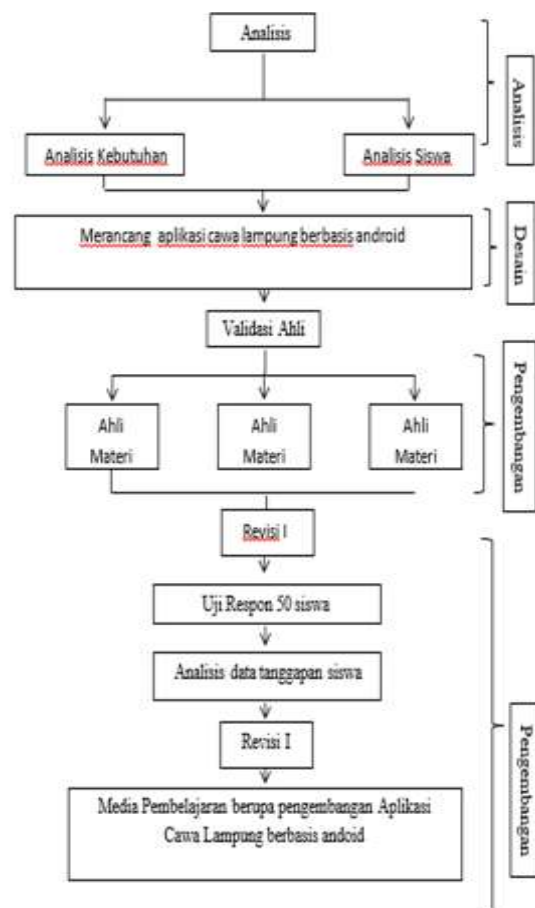 Analisis
Analisis
Analisis Kebutuhan
Analisis Siswa
Merancang aplikasi cawa lampung berbasis android
Desain
Validasi Ahli
Pengembangan
Ahli
Materi
Ahli
Materi
Ahli
Materi
Revisi I
Uji Respon 50 siswa
Analisis data tanggapan siswa
Revisi I
Pengembangan
Media Pembelajaran berupa pengembangan Aplikasi
Cawa Lampung berbasis andoid